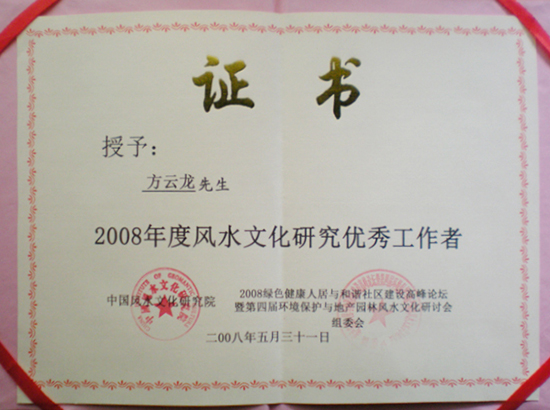 证 书
授予：
方云龙先生
2008年度风水文化研究优秀工作者
中国风水文化研究院
2008绿色健康人居与和谐社区建设高峰论坛
暨第四届环境保护与地产园林风水文化研讨会
组委会
二00八年五月三十一日